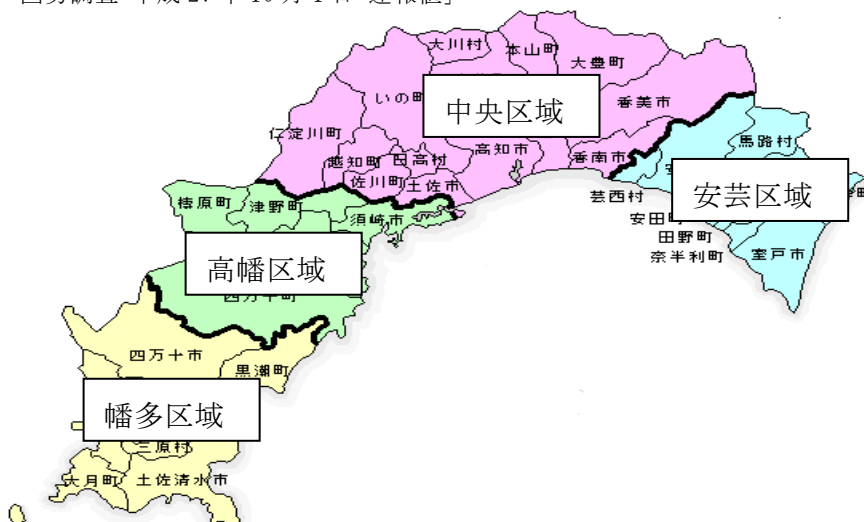 国勢調査 平成27年10月1日 速報値」
大川村
本山町
大豊町
いの町
中央区域
香美市
仁淀川町
馬路村
越知町
日高村
高知市
香南市
佐川町
土佐市
安芸区域
芸西村
梼原町
津野町
須崎市
安田町
田野町
奈半利町
室戸市
高幡区域
四万十町
四万十市
黒潮町
幡多区域
三原村
大月町
土佐清水市